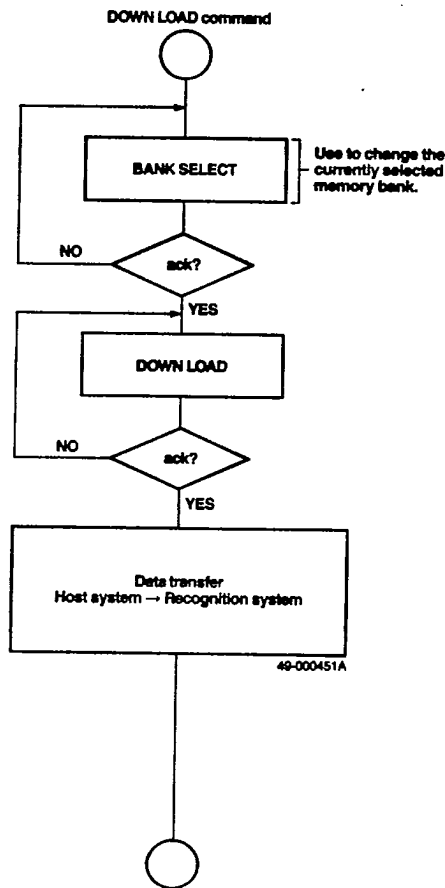 DOWN LOAD command
BANK SELECT
Use to change the
currently selected
memory bank.
NO
ack?
YES
DOWN LOAD
NO
ack?
YES
Data transfer
Host system → Recognition system
49-000451A